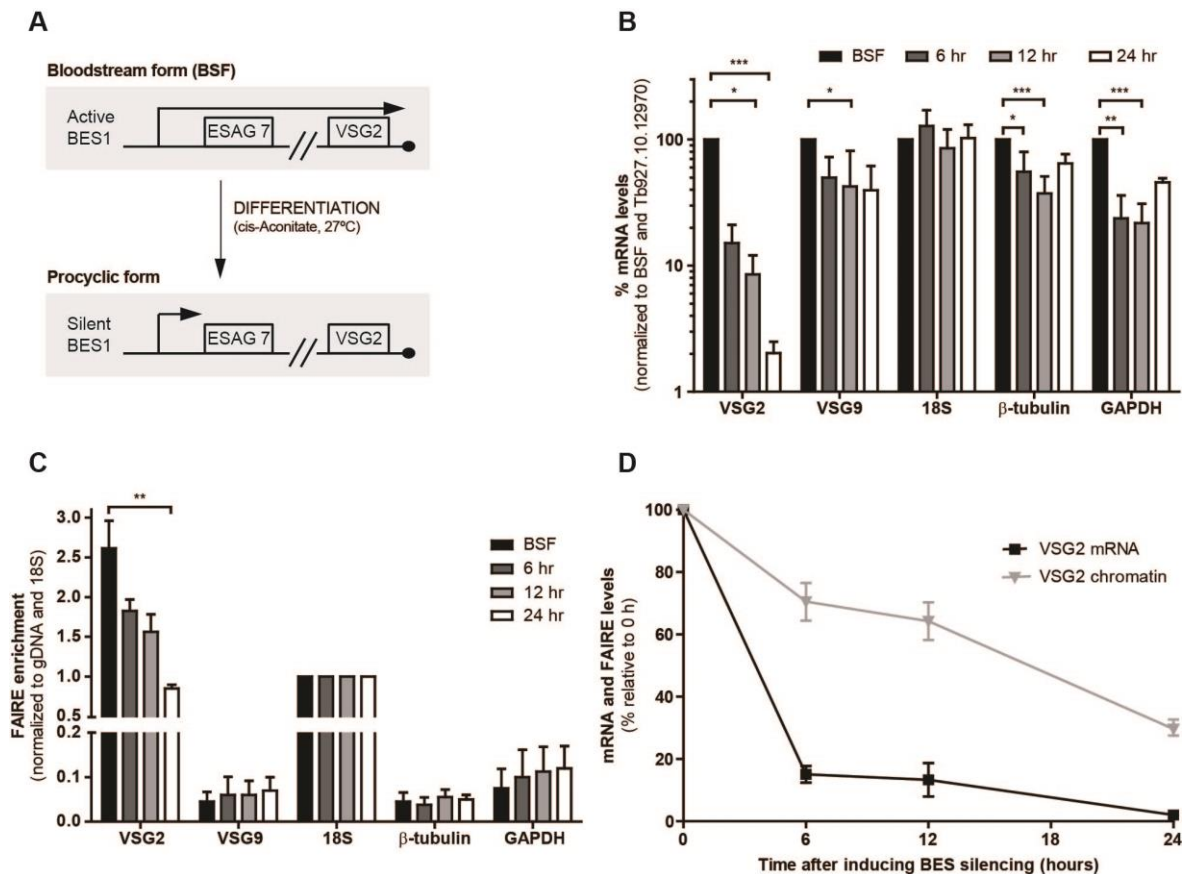 A
Bloodstream form (BSF)
Active
BES1
ESAG 7
VSG2
DIFFERENTIATION
(cis-Aconitate, 27ºC)
Procyclic form
Silent
BES1
ESAG 7
VSG2
B
BSF 6 hr 12 hr 24 hr
***
*
*
***
*
***
**
% mRNA levels
(normalized to BSF and Tb927.10.12970)
100
10
1
VSG2 VSG9 18S β-tubulin GAPDH
C
**
FAIRE enrichment
(normalized to gDNA and 18S)
3.0
2.5
2.0
1.5
1.0
0.5
0.2
0.1
0.0
BSF
6 hr
12 hr
24 hr
VSG2 VSG9 18S β-tubulin GAPDH
D
mRNA and FAIRE levels
(% relative to 0 h)
100
80
60
40
20
0
VSG2 mRNA
VSG2 chromatin
0 6 12 18 24
Time after inducing BES silencing (hours)